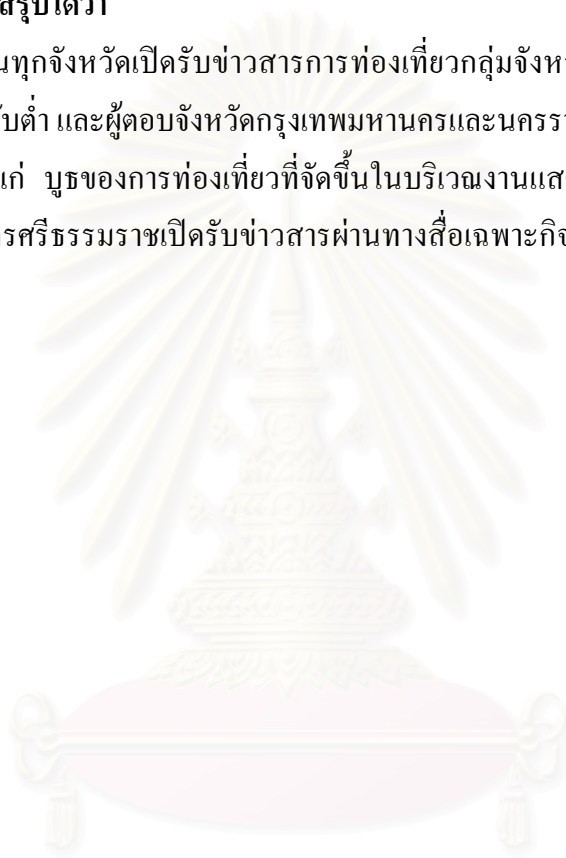 สรุปได้ว่า
นทุกจังหวัดเปิดรับข่าวสารการท่องเที่ยวกลุ่มจังห
ับต่ำ และผู้ตอบจังหวัดกรุงเทพมหานครและนครรา
แก่ บูธของการท่องเที่ยวที่จัดขึ้นในบริเวณงานแส
รศรีธรรมราชเปิดรับข่าวสารผ่านทางสื่อเฉพาะกิจ